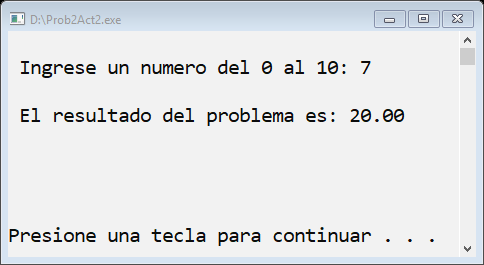 D:\Prob2Act2.exe
Ingrese un numero del 0 al 10: 7
El resultado del problema es: 20.00
Presione una tecla para continuar . . .